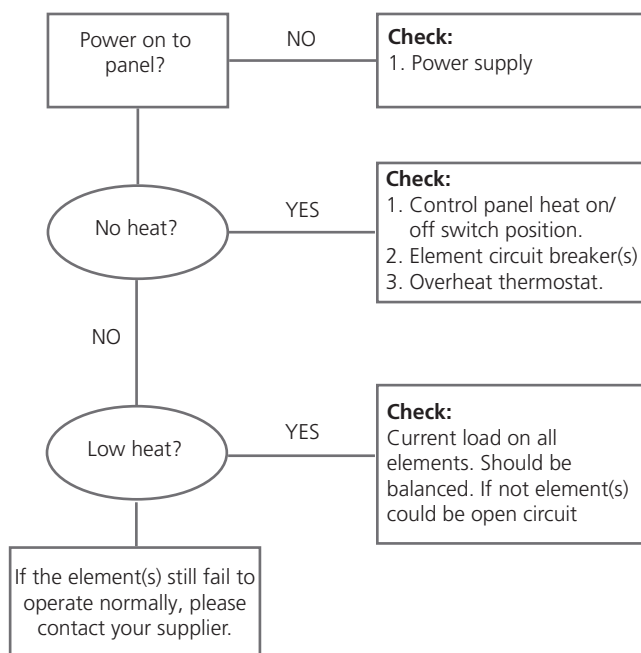 Power on to
panel?
NO
Check:
1. Power supply
No heat?
YES
Check:
1. Control panel heat on/
off switch position.
2. Element circuit breaker(s)
3. Overheat thermostat.
NO
Low heat?
YES
Check:
Current load on all
elements. Should be
balanced. If not element(s)
could be open circuit
If the element(s) still fail to
operate normally, please
contact your supplier.